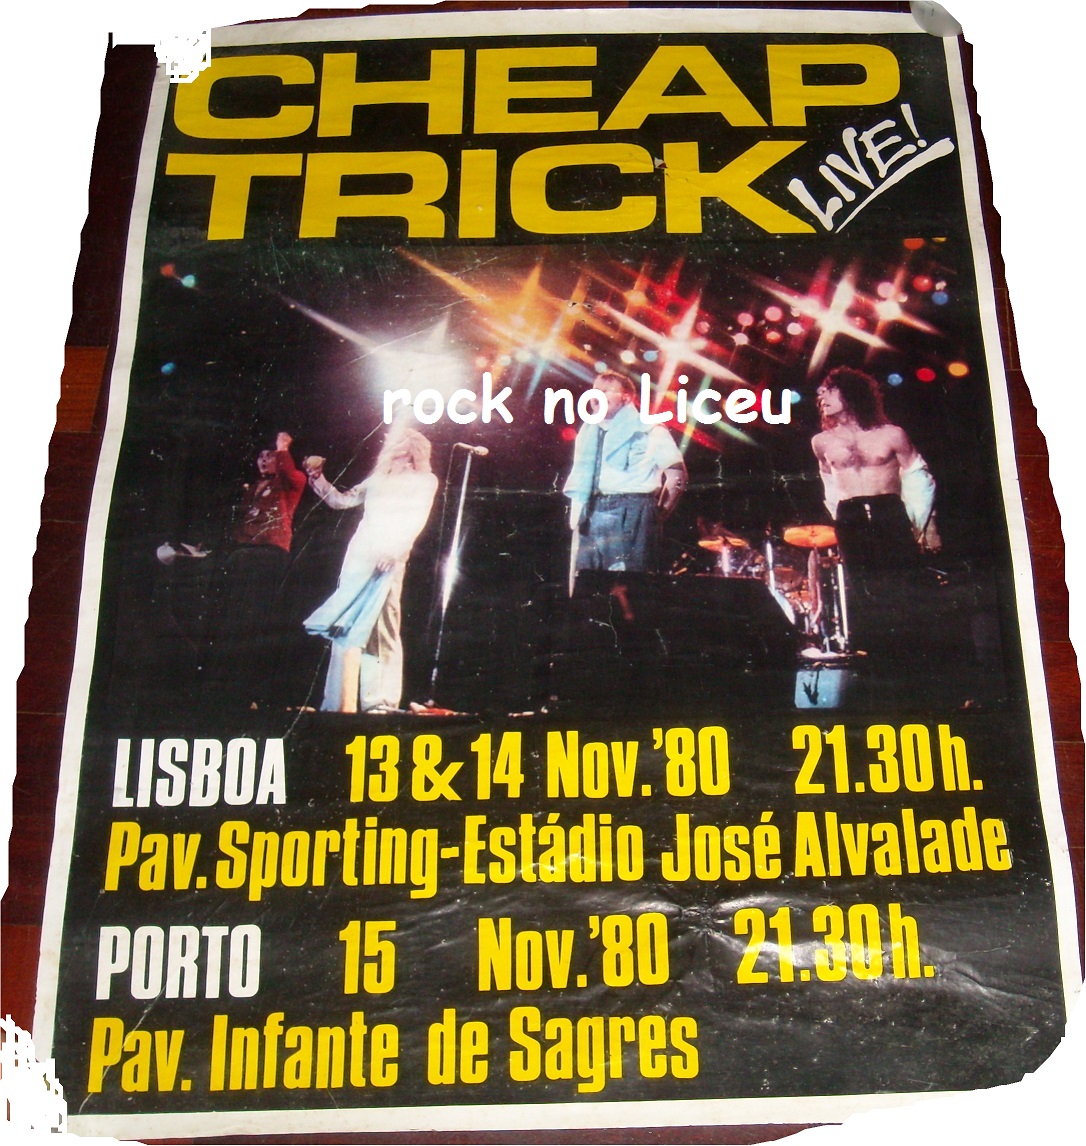 CHEAP
TRICK
LIVE!
rock no Liceu
LISBOA 13 & 14 Nov. '80 21.30 h.
Pav. Sporting-Estádio José Alvalade
PORTO 15 Nov. '80 21.30 h.
Pav. Infante de Sagres